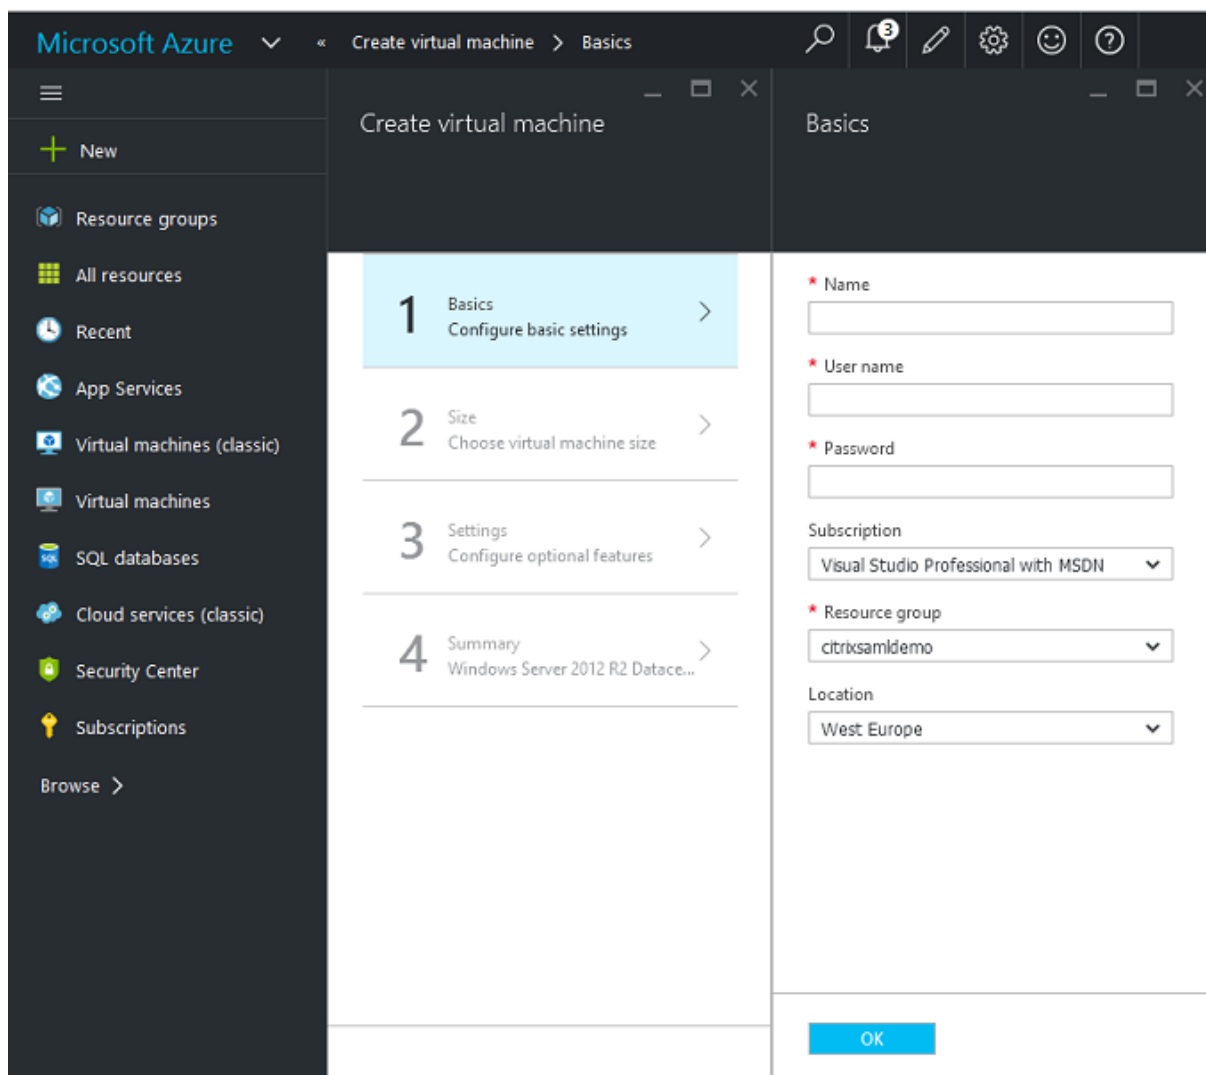 Microsoft Azure
« Create virtual machine > Basics
3
New
Resource groups
All resources
Recent
App Services
Virtual machines (classic)
Virtual machines
SQL databases
Cloud services (classic)
Security Center
Subscriptions
Browse >
Create virtual machine
1
Basics
Configure basic settings
2
Size
Choose virtual machine size
3
Settings
Configure optional features
4
Summary
Windows Server 2012 R2 Datace...
Basics
* Name
* User name
* Password
Subscription
Visual Studio Professional with MSDN
* Resource group
citrixsamldemo
Location
West Europe
OK